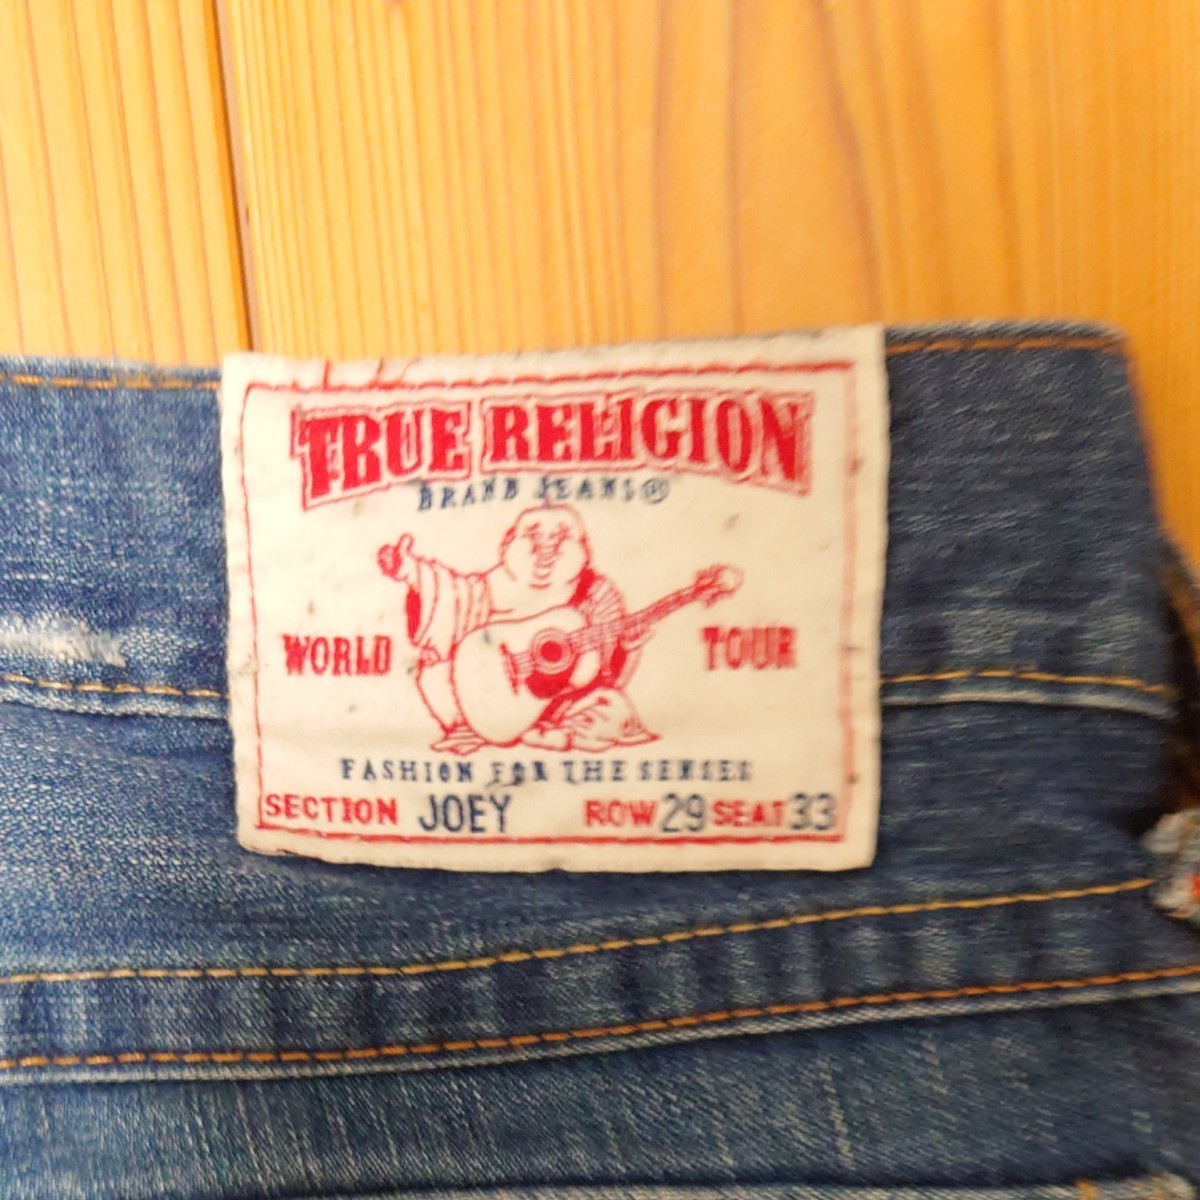 TRUE RELIGION
BRAND JEANS®
WORLD TOUR
FASHION FOR THE SENSES
SECTION JOEY ROW 29 SEAT 33